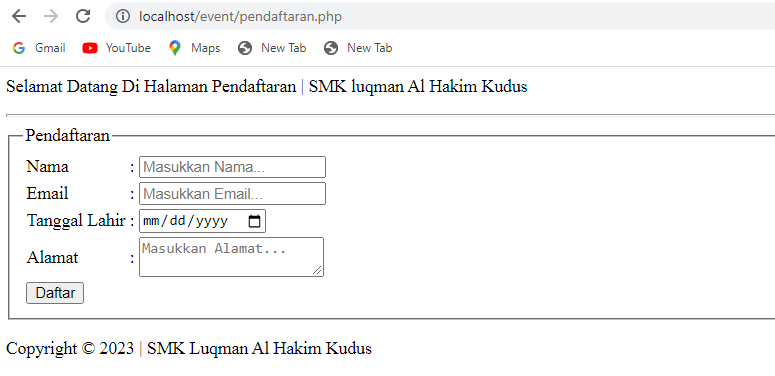 localhost/event/pendaftaran.php
Gmail YouTube Maps New Tab New Tab
Selamat Datang Di Halaman Pendaftaran | SMK luqman Al Hakim Kudus
Pendaftaran
Nama : Masukkan Nama...
Email : Masukkan Email...
Tanggal Lahir : mm/dd/yyyy
Alamat : Masukkan Alamat...
Daftar
Copyright © 2023 | SMK Luqman Al Hakim Kudus